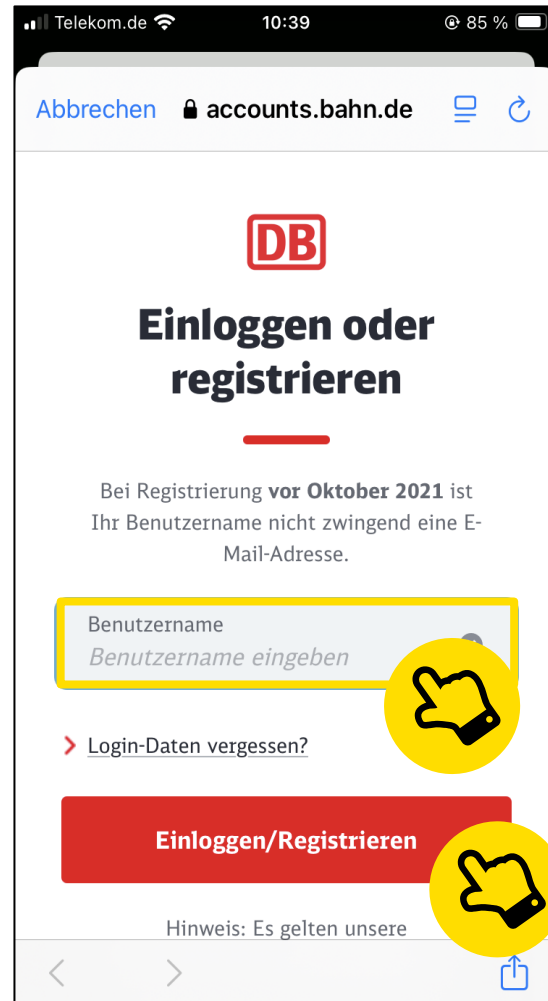 Telekom.de 10:39 85 %
Abbrechen accounts.bahn.de
DB
Einloggen oder
registrieren
Bei Registrierung vor Oktober 2021 ist
Ihr Benutzername nicht zwingend eine E-
Mail-Adresse.
Benutzername
Benutzername eingeben
Login-Daten vergessen?
Einloggen/Registrieren
Hinweis: Es gelten unsere